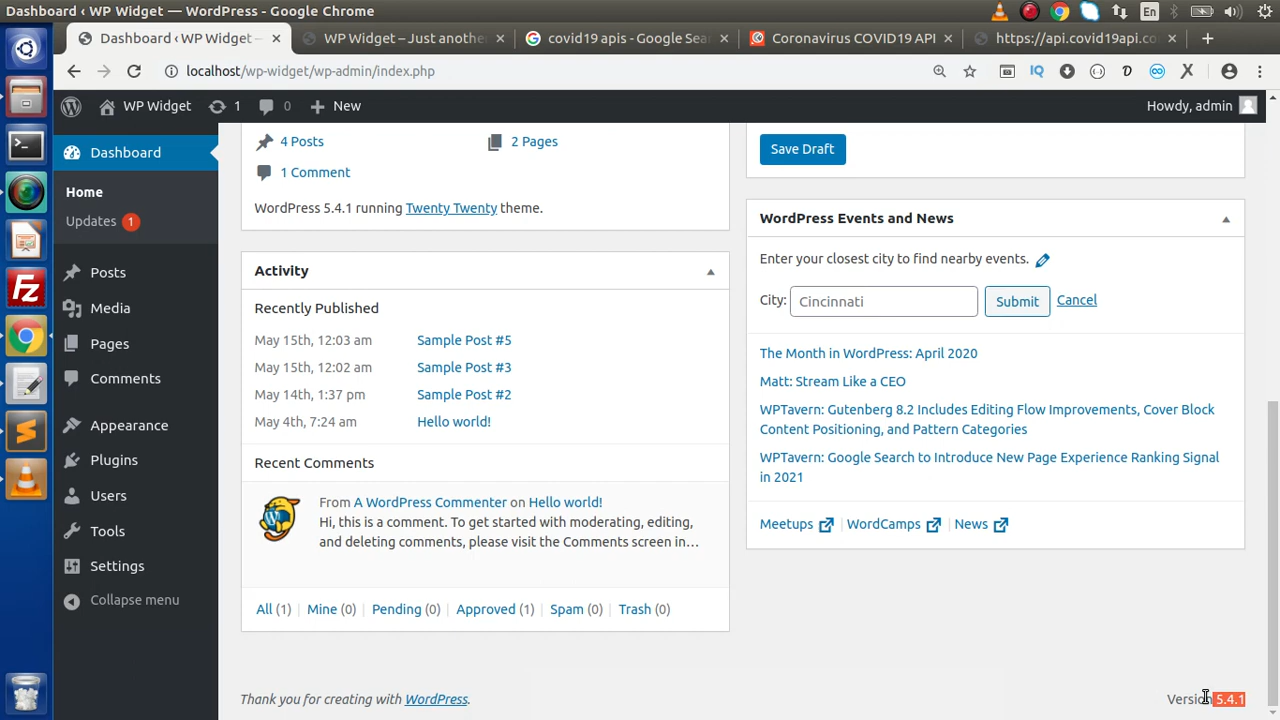 Dashboard ‹ WP Widget — WordPress - Google Chrome
En
Dashboard ‹ WP Widget —
WP Widget – Just anothe
covid19 apis - Google Sea
Coronavirus COVID19 API
https://api.covid19api.co
localhost/wp-widget/wp-admin/index.php
WP Widget
1
0
New
Howdy, admin
Dashboard
Home
Updates 1
Posts
Media
Pages
Comments
Appearance
Plugins
Users
Tools
Settings
Collapse menu
4 Posts
2 Pages
1 Comment
WordPress 5.4.1 running Twenty Twenty theme.
Activity
Recently Published
May 15th, 12:03 am Sample Post #5
May 15th, 12:02 am Sample Post #3
May 14th, 1:37 pm Sample Post #2
May 4th, 7:24 am Hello world!
Recent Comments
From A WordPress Commenter on Hello world!
Hi, this is a comment. To get started with moderating, editing,
and deleting comments, please visit the Comments screen in…
All (1) Mine (0) Pending (0) Approved (1) Spam (0) Trash (0)
Save Draft
WordPress Events and News
Enter your closest city to find nearby events.
City: Cincinnati Submit Cancel
The Month in WordPress: April 2020
Matt: Stream Like a CEO
WPTavern: Gutenberg 8.2 Includes Editing Flow Improvements, Cover Block
Content Positioning, and Pattern Categories
WPTavern: Google Search to Introduce New Page Experience Ranking Signal
in 2021
Meetups WordCamps News
Thank you for creating with WordPress.
Version 5.4.1